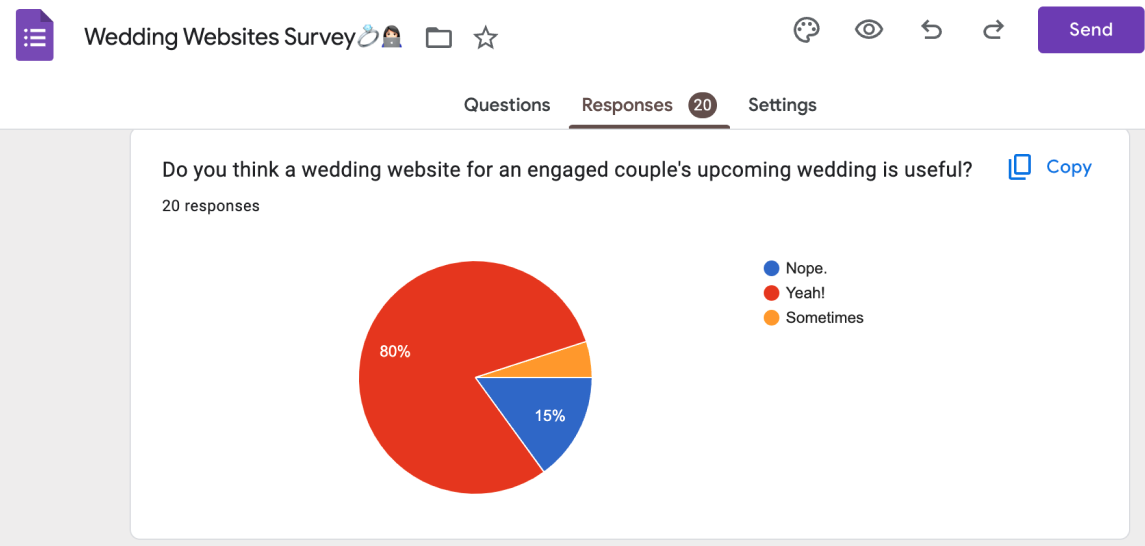 Wedding Websites Survey💍👩🏻‍💻
Send
Questions Responses 20 Settings
Do you think a wedding website for an engaged couple's upcoming wedding is useful? Copy
20 responses
Nope.
Yeah!
Sometimes
80%
15%